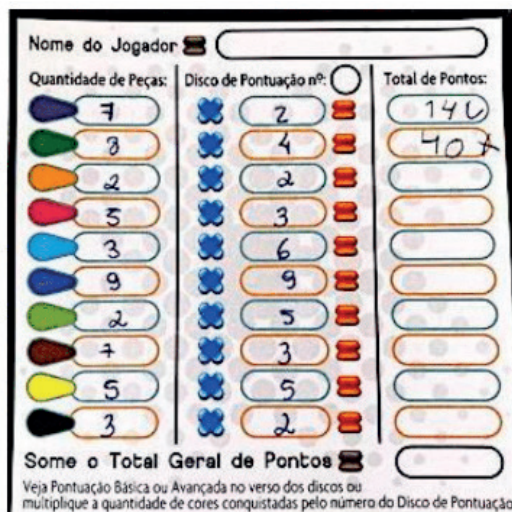 Nome do Jogador =
Quantidade de Peças: Disco de Pontuação nº: Total de Pontos:
7 × 2 = 14
× 4 = 40 x
2 × 2 =
5 × 3 =
3 × 6 =
9 × 9 =
2 × 5 =
7 × 3 =
5 × 5 =
3 × 2 =
Some o Total Geral de Pontos =
Veja Pontuação Básica ou Avançada no verso dos discos ou
multiplique a quantidade de cores conquistadas pelo número do Disco de Pontuação